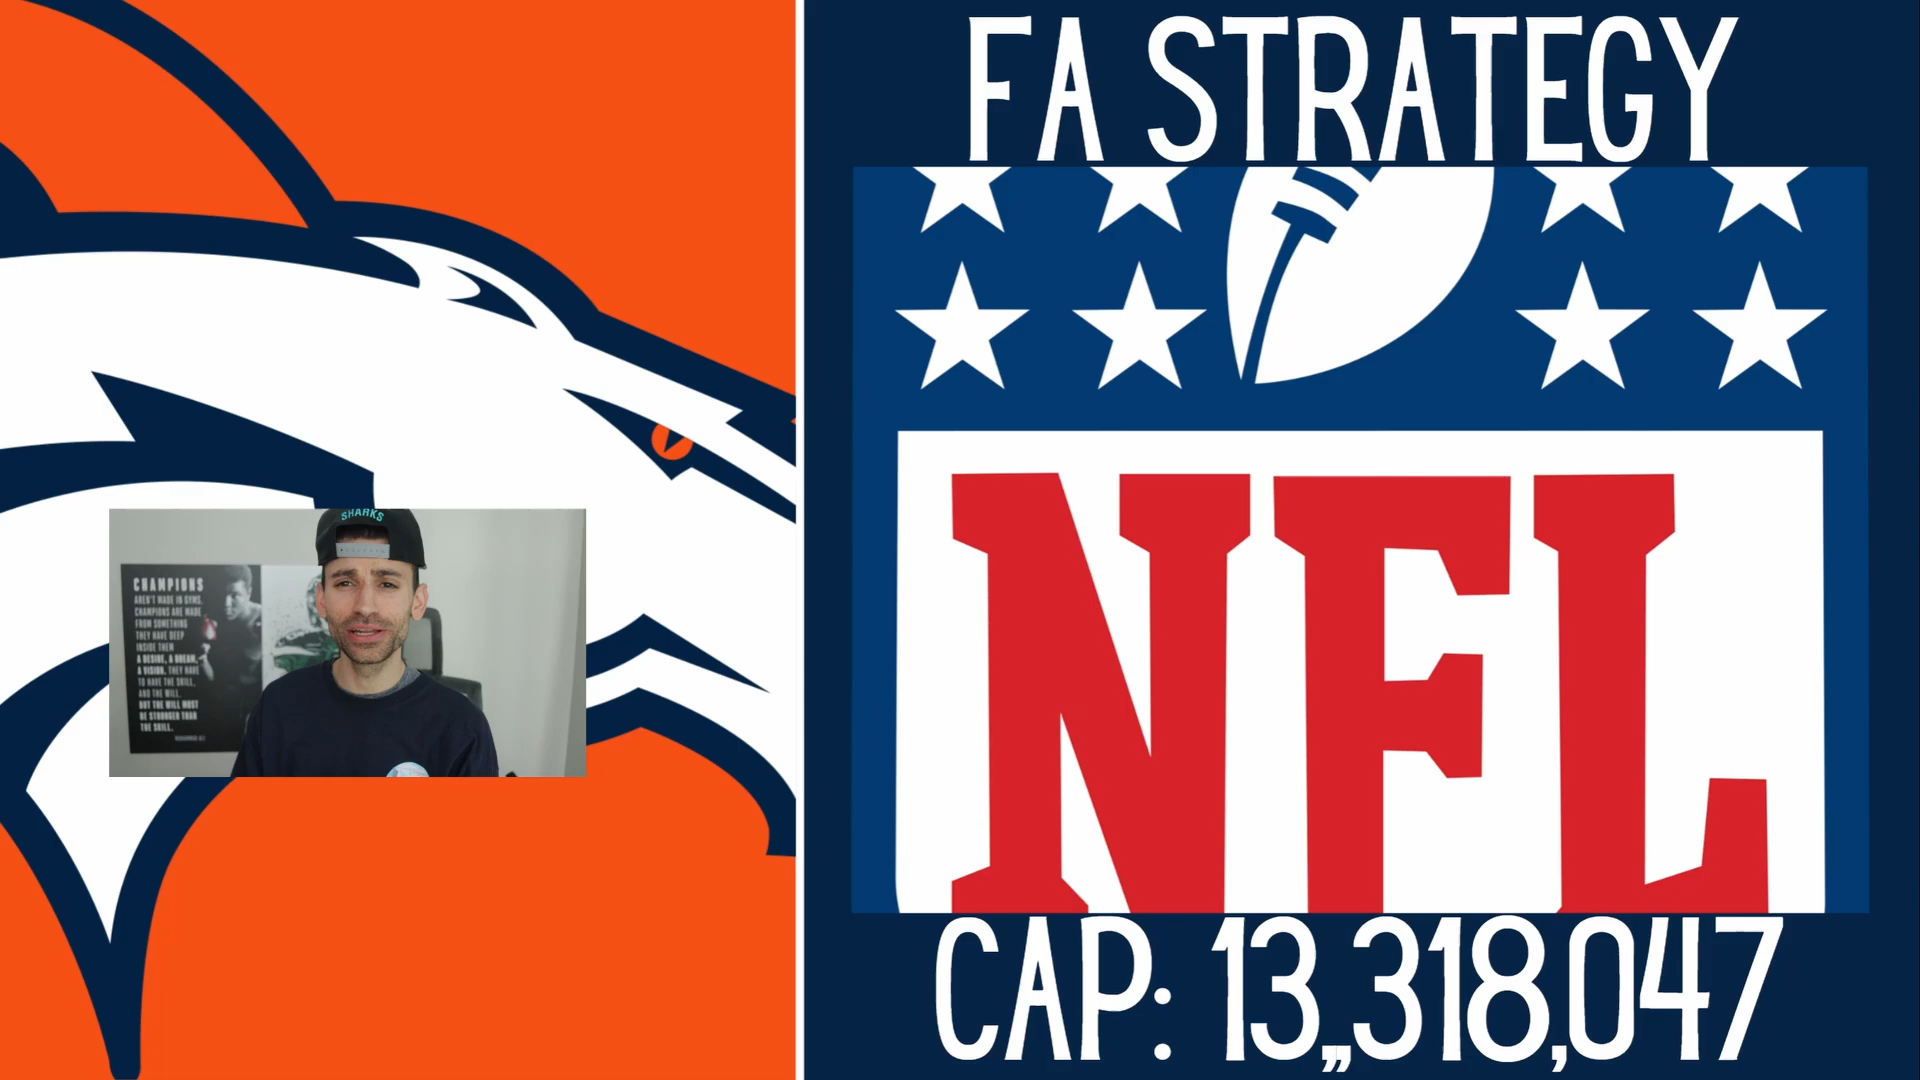 FA STRATEGY
NFL
CAP: 13,,318,047
SHARKS
CHAMPIONS
AREN'T MADE IN GYMS.
CHAMPIONS ARE MADE
FROM SOMETHING
THEY HAVE DEEP
INSIDE THEM
A DESIRE, A DREAM,
A VISION. THEY HAVE
TO HAVE THE SKILL,
AND THE WILL.
BUT THE WILL MUST
BE STRONGER THAN
THE SKILL.
MUHAMMAD ALI